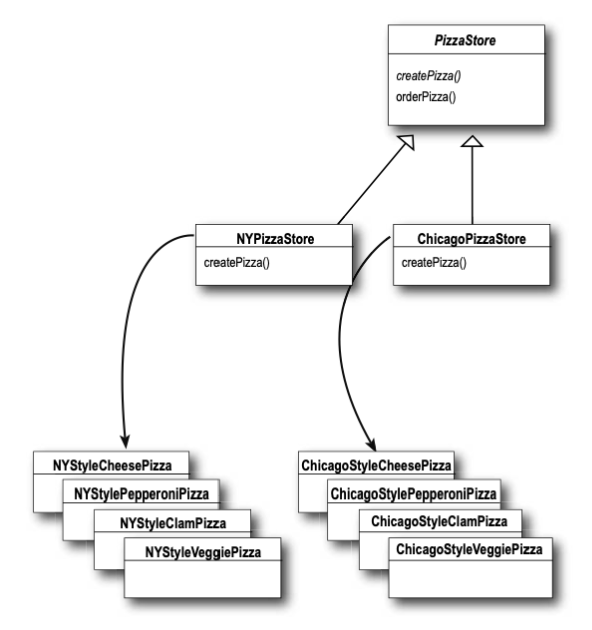 PizzaStore
createPizza()
orderPizza()
NYPizzaStore
createPizza()
ChicagoPizzaStore
createPizza()
NYStyleCheesePizza
NYStylePepperoniPizza
NYStyleClamPizza
NYStyleVeggiePizza
ChicagoStyleCheesePizza
ChicagoStylePepperoniPizza
ChicagoStyleClamPizza
ChicagoStyleVeggiePizza